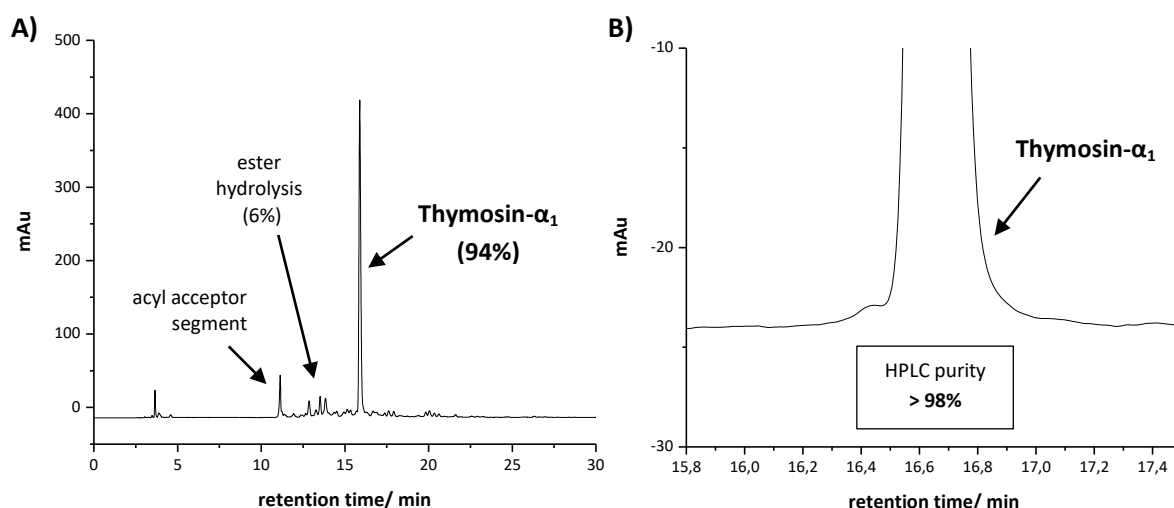 A)
500
400
300
200
100
0
mAu
ester
hydrolysis
(6%)
Thymosin-α₁
(94%)
acyl acceptor
segment
0 5 10 15 20 25 30
retention time/ min
B)
-10
-20
-30
mAu
Thymosin-α₁
HPLC purity
> 98%
15,8 16,0 16,2 16,4 16,6 16,8 17,0 17,2 17,4
retention time/ min